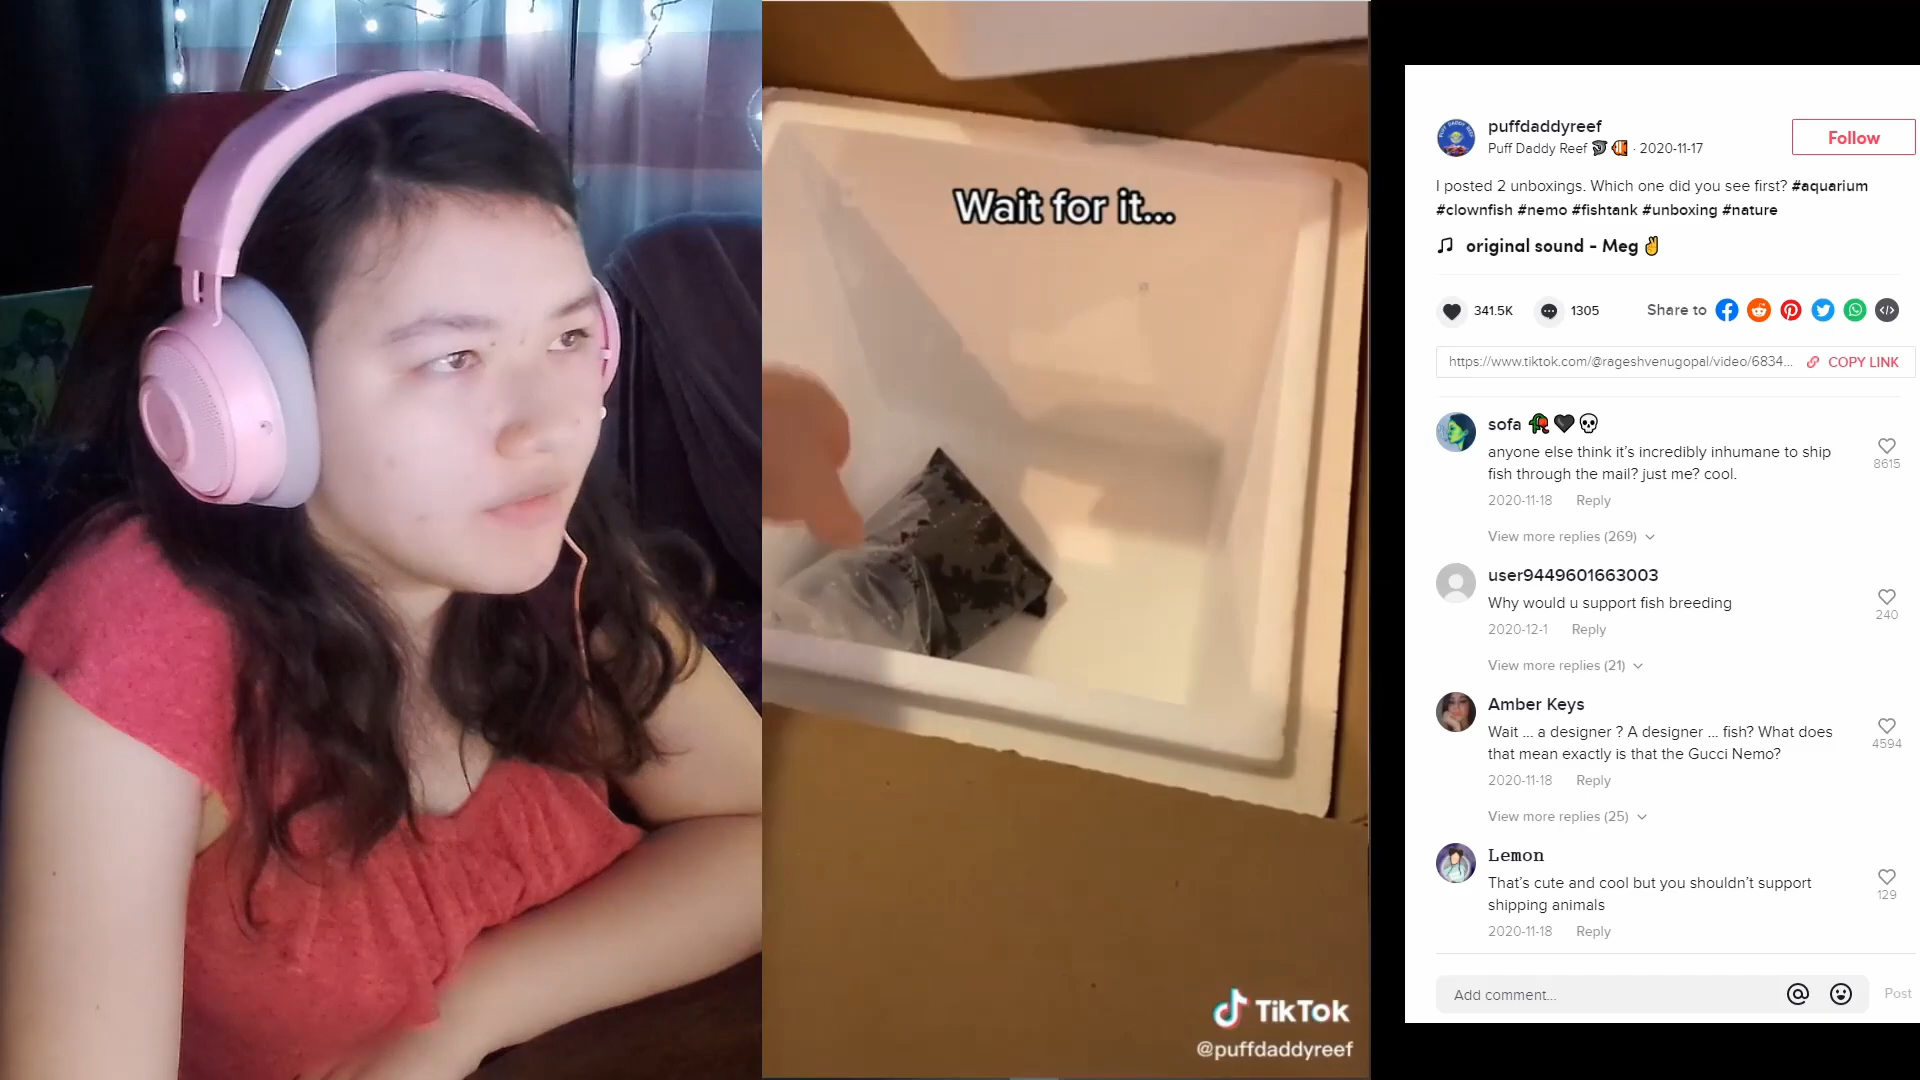 Wait for it...
TikTok
@puffdaddyreef
puffdaddyreef
Puff Daddy Reef · 2020-11-17
Follow
I posted 2 unboxings. Which one did you see first? #aquarium
#clownfish #nemo #fishtank #unboxing #nature
original sound - Meg✌
341.5K
1305
Share to
https://www.tiktok.com/@rageshvenugopal/video/6834...
COPY LINK
sofa 🥀🖤💀
anyone else think it's incredibly inhumane to ship
fish through the mail? just me? cool.
8615
2020-11-18 Reply
View more replies (269)
user9449601663003
Why would u support fish breeding
240
2020-12-1 Reply
View more replies (21)
Amber Keys
Wait ... a designer ? A designer ... fish? What does
that mean exactly is that the Gucci Nemo?
4594
2020-11-18 Reply
View more replies (25)
Lemon
That's cute and cool but you shouldn't support
shipping animals
129
2020-11-18 Reply
Add comment...
Post